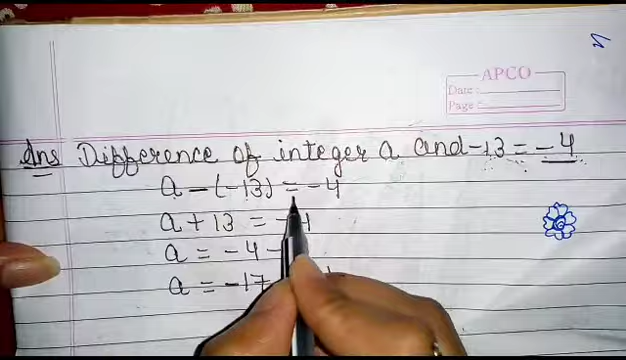 APCO
Date :
Page :
Ans Difference of integer a and -13 = -4
a - (-13) = -4
a + 13 = -4
a = -4 -
a = -17